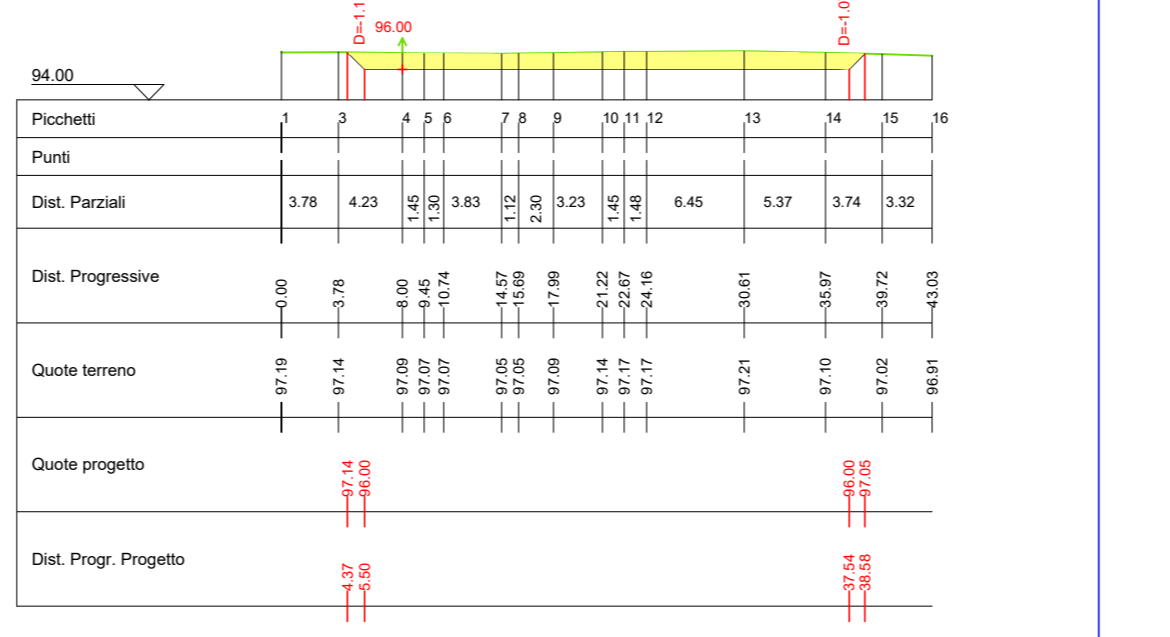 D=-1.1
96.00
D=-1.0
94.00
Picchetti 1 3 4 5 6 7 8 9 10 11 12 13 14 15 16
Punti
Dist. Parziali 3.78 4.23 1.45 1.30 3.83 1.12 2.30 3.23 1.45 1.48 6.45 5.37 3.74 3.32
Dist. Progressive 0.00 3.78 8.00 9.45 10.74 14.57 15.69 17.99 21.22 22.67 24.16 30.61 35.97 39.72 43.03
Quote terreno 97.19 97.14 97.09 97.07 97.07 97.05 97.05 97.09 97.14 97.17 97.17 97.21 97.10 97.02 96.91
Quote progetto 97.14 96.00 96.00 97.05
Dist. Progr. Progetto 4.37 5.50 37.54 38.58